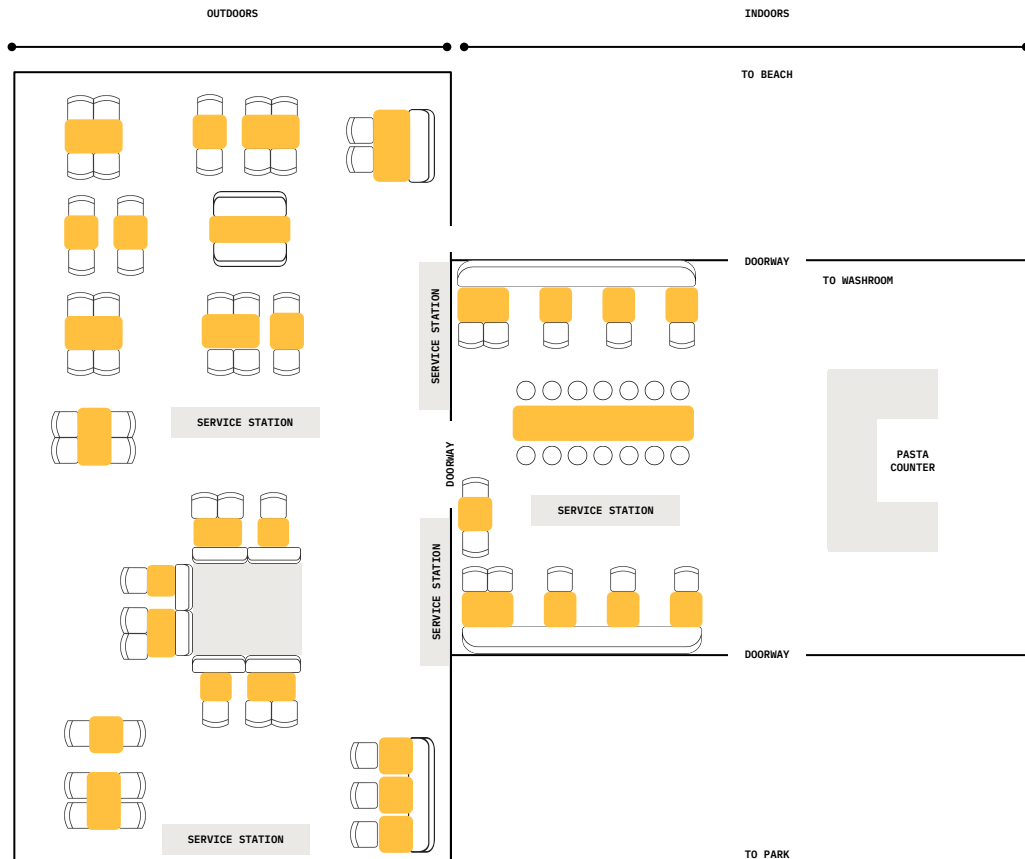 OUTDOORS
INDOORS
TO BEACH
DOORWAY
TO WASHROOM
SERVICE STATION
SERVICE STATION
DOORWAY
PASTA
COUNTER
SERVICE STATION
SERVICE STATION
DOORWAY
SERVICE STATION
TO PARK